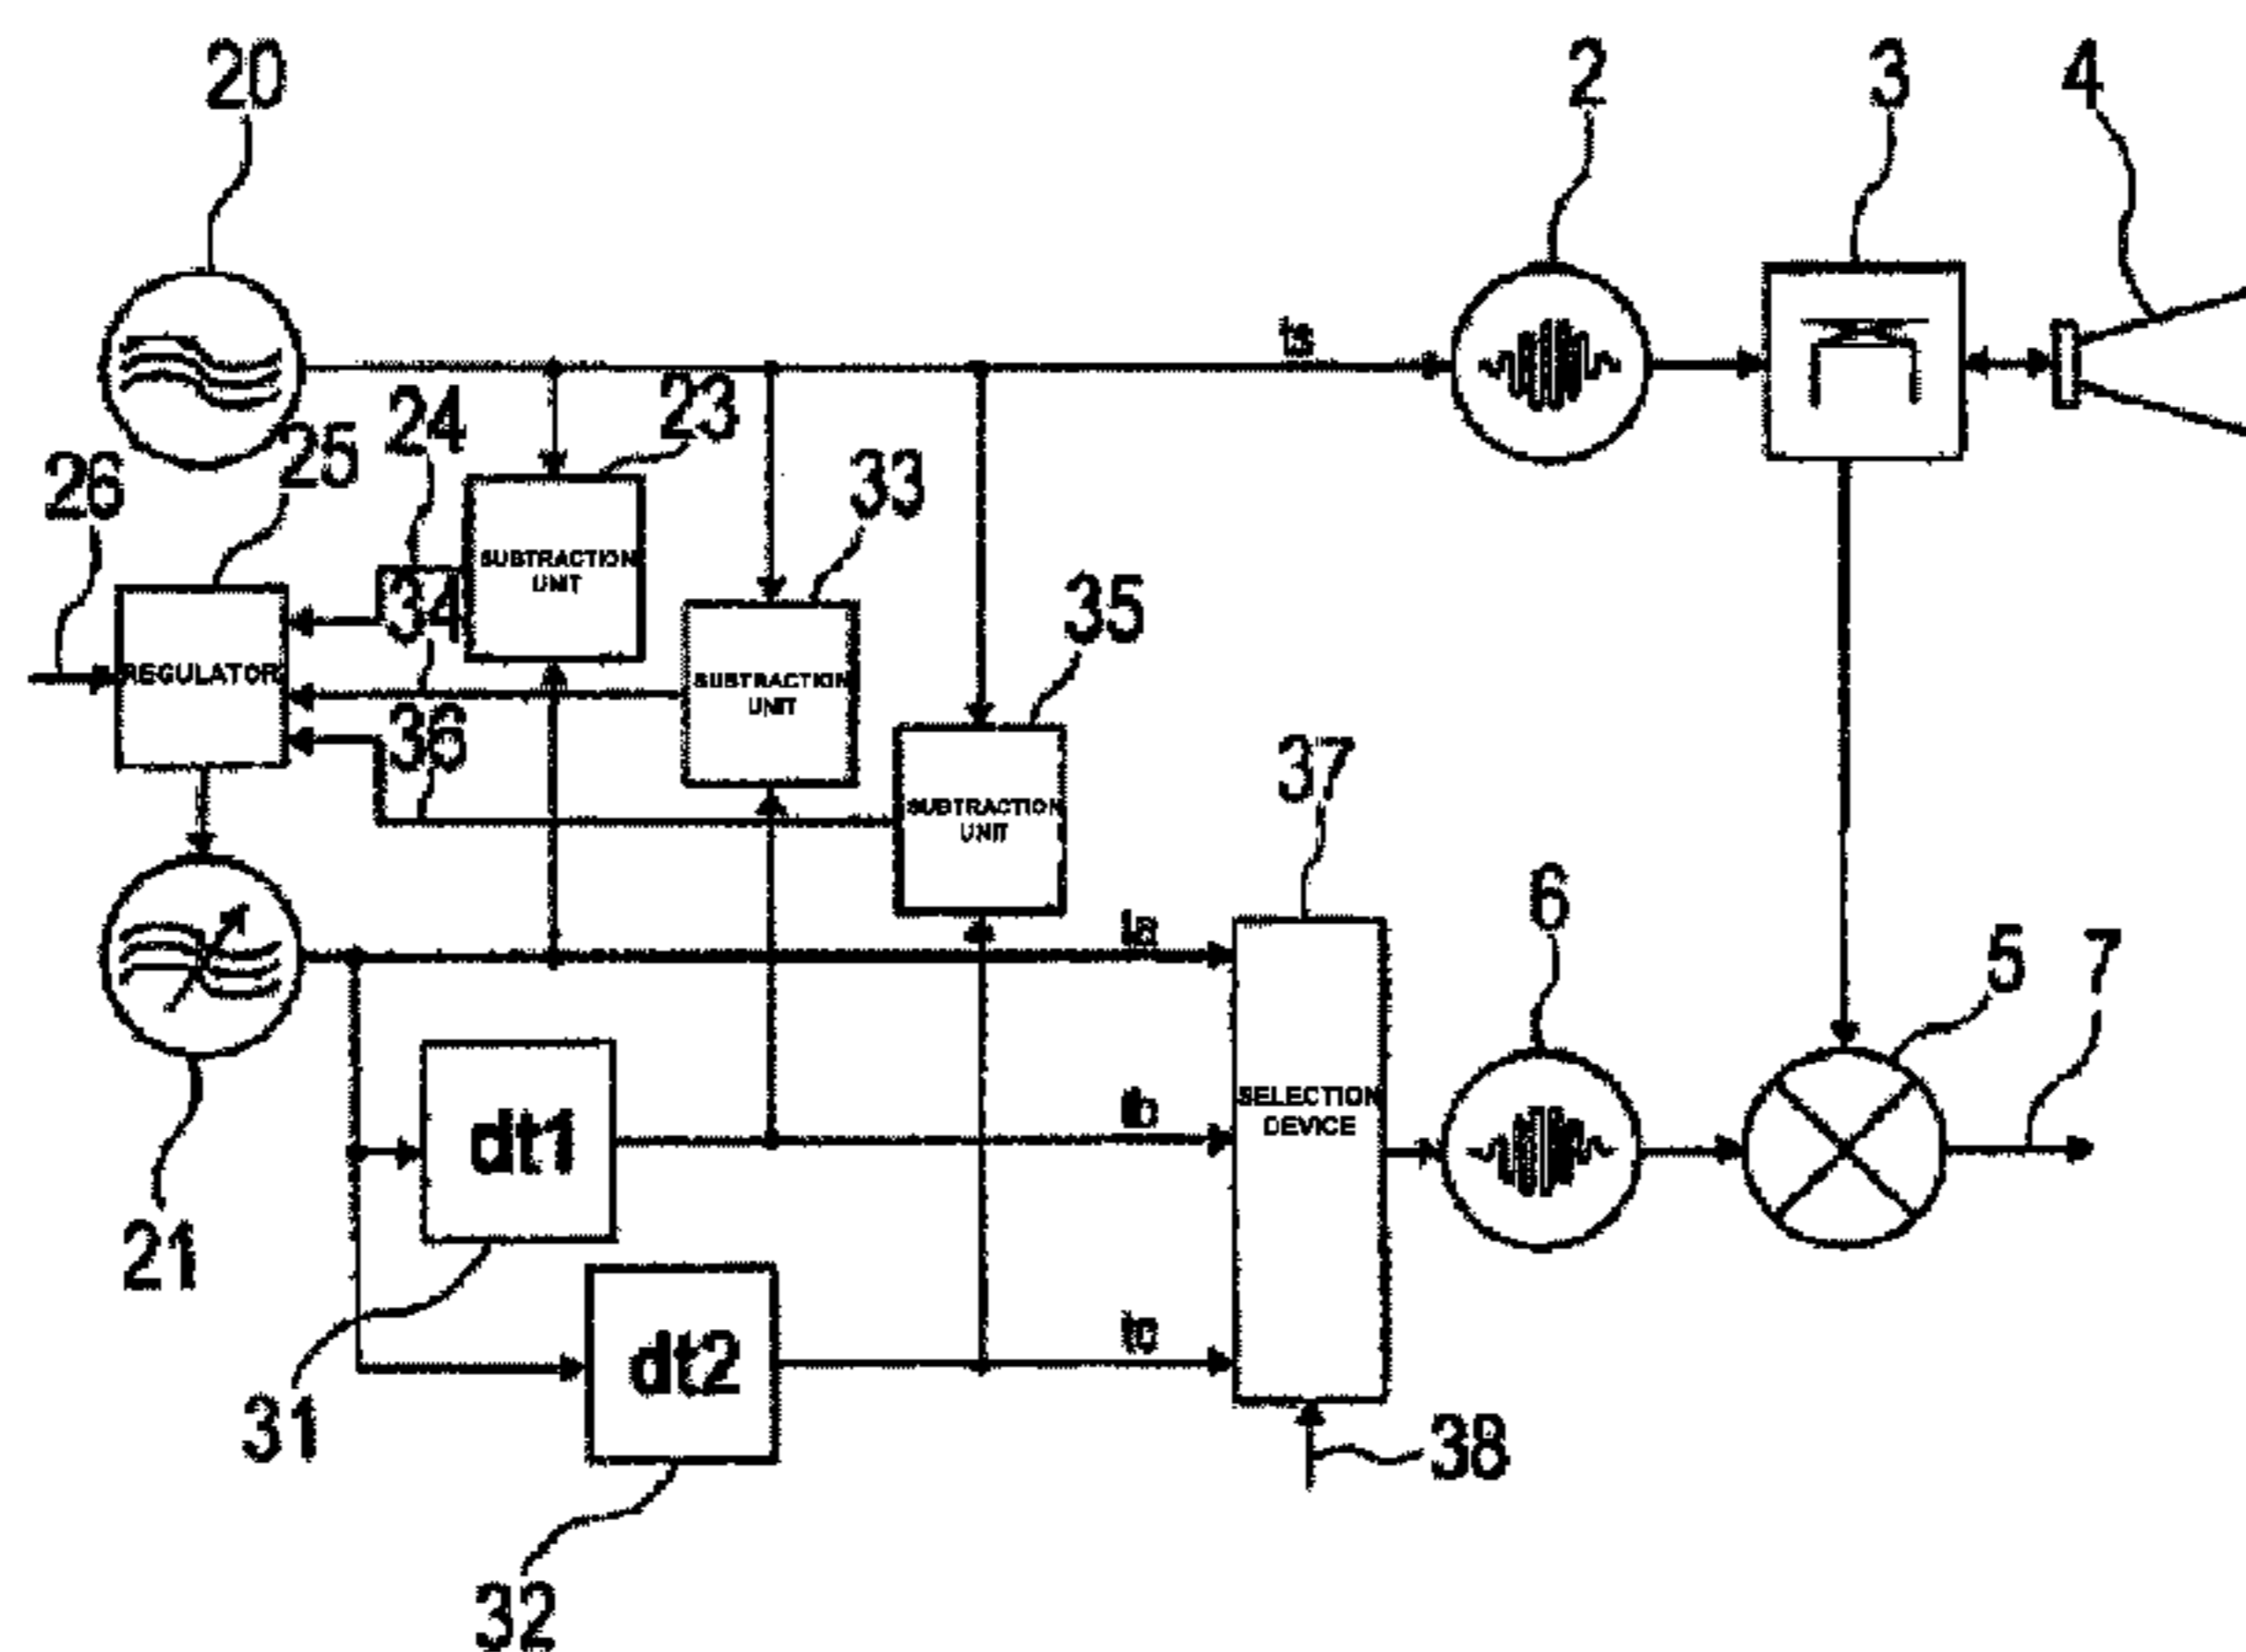 20
2
3
4
ts
24
23
25
26
33
SUBTRACTION
UNIT
34
35
REGULATOR
SUBTRACTION
UNIT
36
37
SUBTRACTION
UNIT
6
ta
5
7
SELECTION
DEVICE
tb
dt1
21
tc
dt2
31
38
32